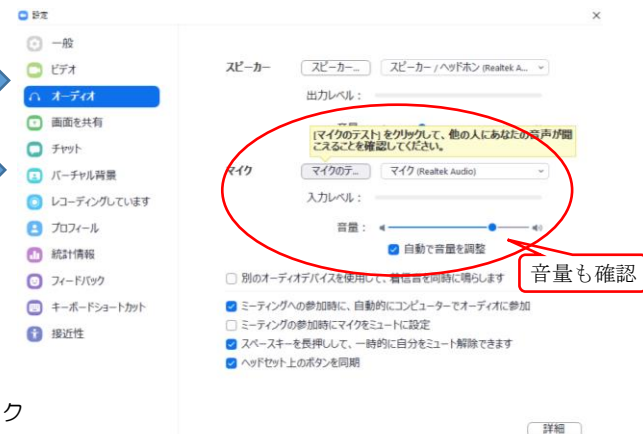 設定
一般
ビデオ
オーディオ
画面を共有
チャット
バーチャル背景
レコーディングしています
プロフィール
統計情報
フィードバック
キーボードショートカット
接近性
スピーカー
スピーカー...
スピーカー / ヘッドホン (Realtek A...
出力レベル：
[マイクのテスト] をクリックして、他の人にあなたの音声が聞
こえることを確認してください。
マイク
マイクのテ...
マイク (Realtek Audio)
入力レベル：
音量：
自動で音量を調整
音量も確認
別のオーディオデバイスを使用して、着信音を同時に鳴らします
ミーティングへの参加時に、自動的にコンピューターでオーディオに参加
ミーティングの参加時にマイクをミュートに設定
スペースキーを長押しして、一時的に自分をミュート解除できます
ヘッドセット上のボタンを同期
ク
詳細